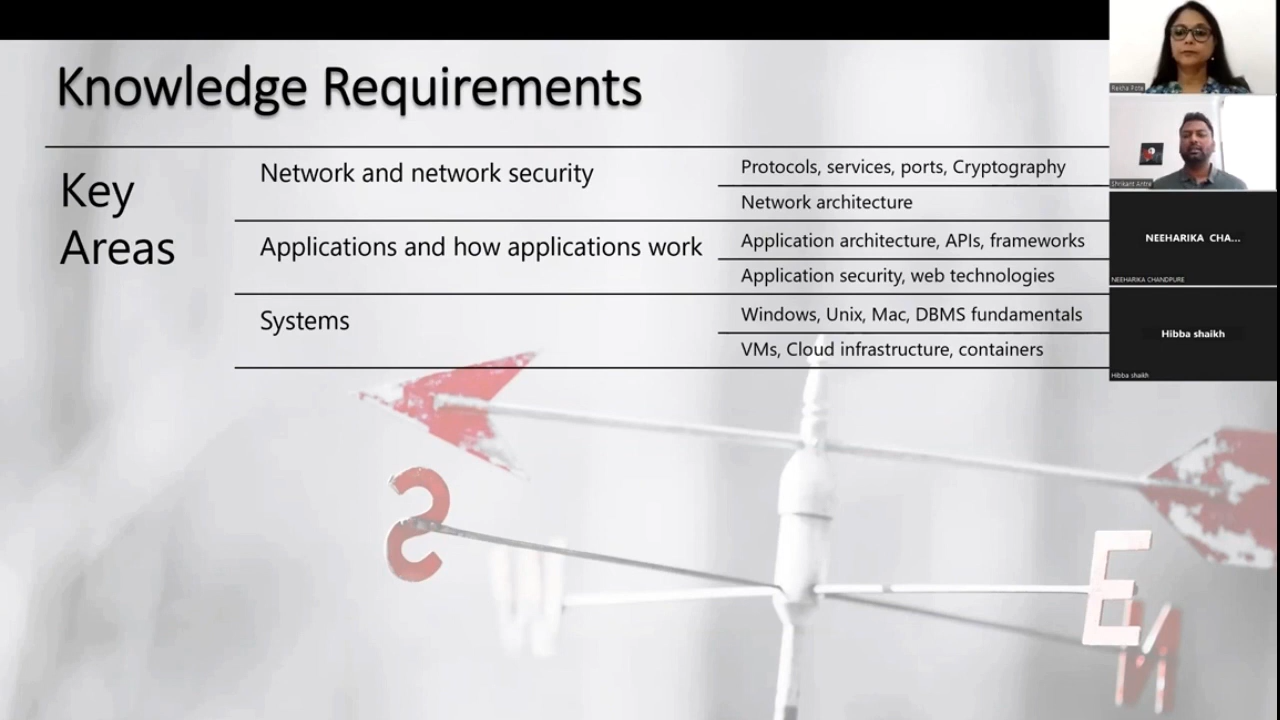 Knowledge Requirements
Key
Areas
Network and network security
Protocols, services, ports, Cryptography
Network architecture
Applications and how applications work
Application architecture, APIs, frameworks
Application security, web technologies
Systems
Windows, Unix, Mac, DBMS fundamentals
VMs, Cloud infrastructure, containers
S
W
E
N
Shrikant Antre
NEEHARIKA CHA...
NEEHARIKA CHANDPURE
Hibba shaikh
Hibba shaikh